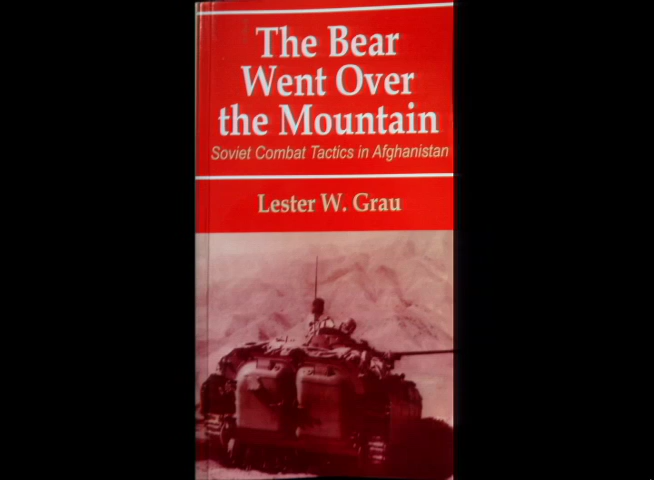 The Bear
Went Over
the Mountain
Soviet Combat Tactics in Afghanistan
Lester W. Grau